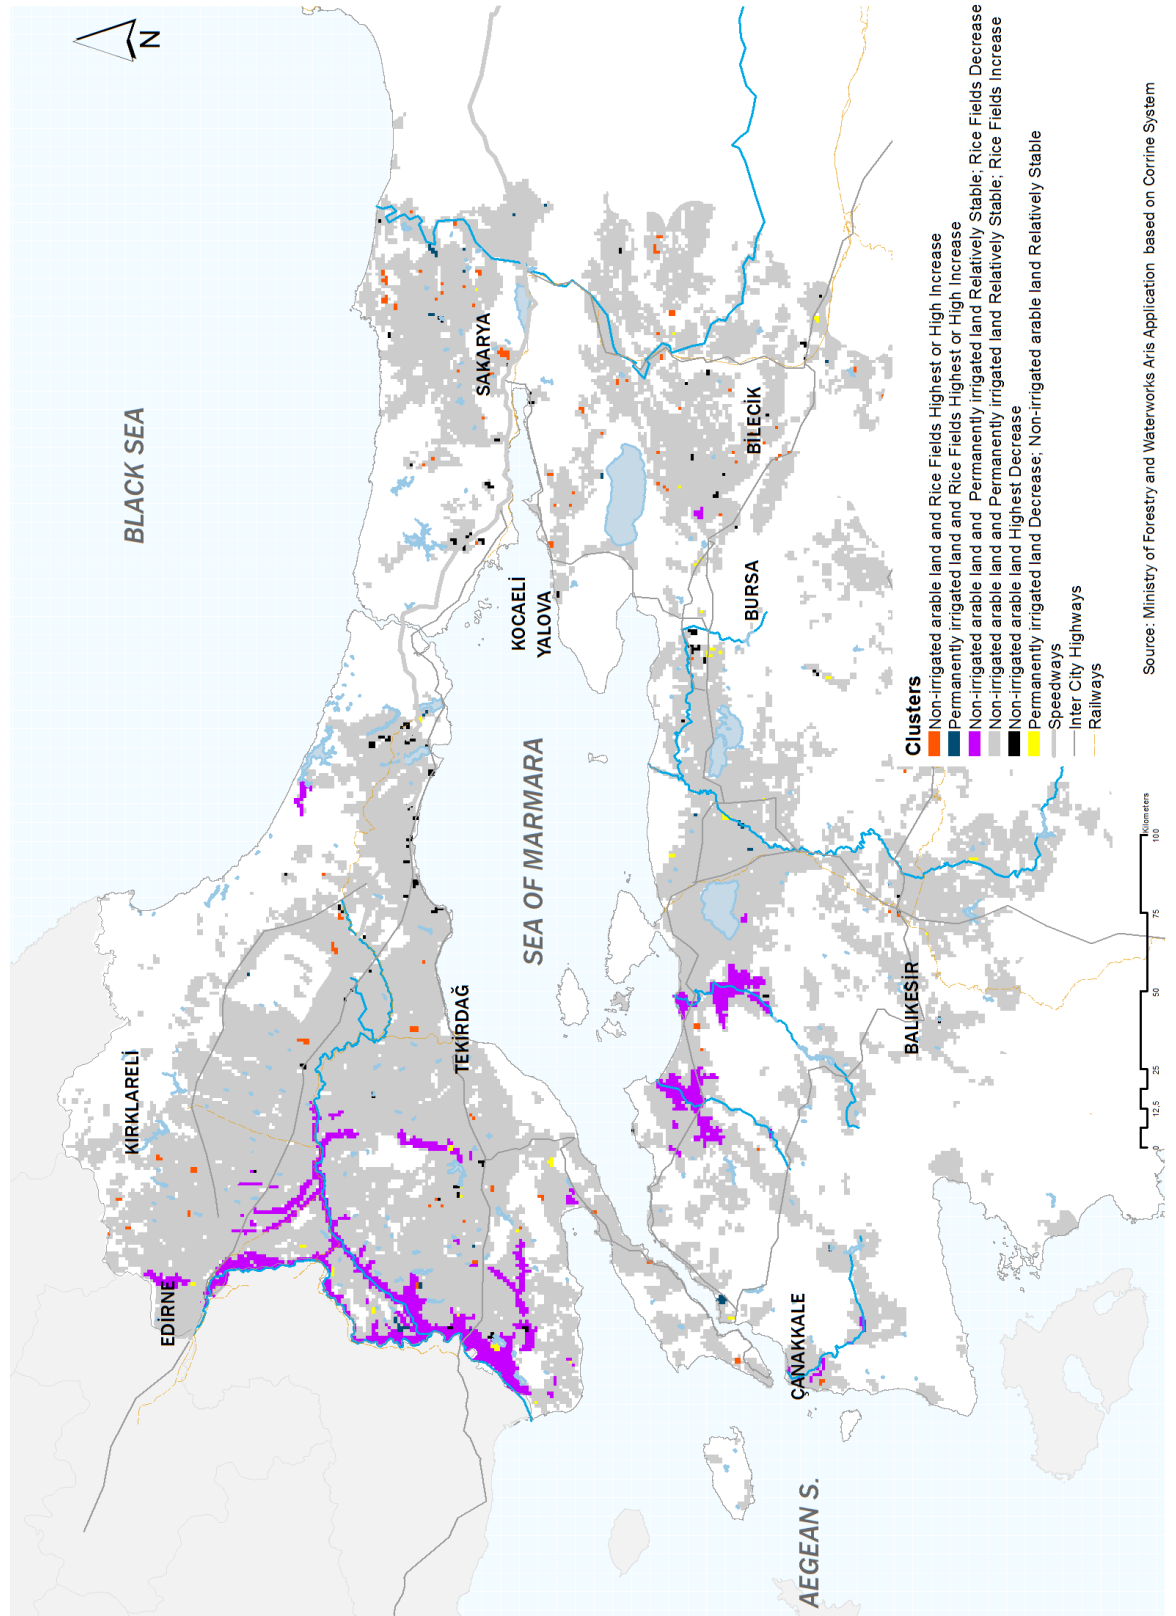 N
BLACK SEA
KIRKLARELİ
EDİRNE
TEKİRDAĞ
SAKARYA
KOCAELİ
YALOVA
SEA OF MARMARA
BİLECİK
BURSA
BALIKESİR
ÇANAKKALE
AEGEAN S.
Clusters
Non-irrigated arable land and Rice Fields Highest or High Increase
Permanently irrigated land and Rice Fields Highest or High Increase
Non-irrigated arable land and Permanently irrigated land Relatively Stable; Rice Fields Decrease
Non-irrigated arable land and Permanently irrigated land Relatively Stable; Rice Fields Increase
Non-irrigated arable land Highest Decrease
Permanently irrigated land Decrease; Non-irrigated arable land Relatively Stable
Speedways
Inter City Highways
Railways
0 12,5 25 50 75 100
Kilometers
Source: Ministry of Forestry and Waterworks Aris Application based on Corrine System